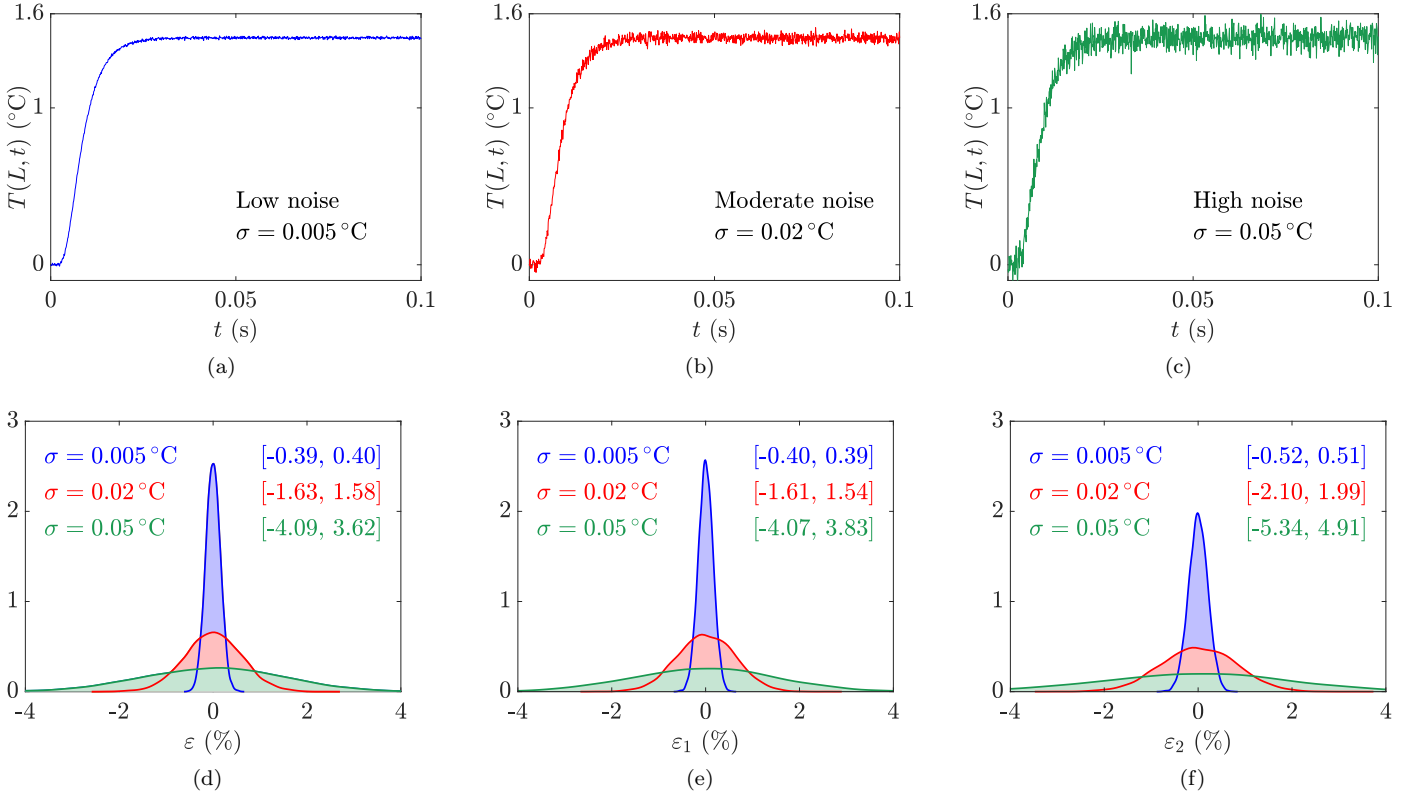 1.6
1
0
T(L, t) (°C)
Low noise
σ = 0.005 °C
0
0.05
0.1
t (s)
(a)
1.6
1
0
T(L, t) (°C)
Moderate noise
σ = 0.02 °C
0
0.05
0.1
t (s)
(b)
1.6
1
0
T(L, t) (°C)
High noise
σ = 0.05 °C
0
0.05
0.1
t (s)
(c)
3
2
1
0
σ = 0.005 °C [-0.39, 0.40]
σ = 0.02 °C [-1.63, 1.58]
σ = 0.05 °C [-4.09, 3.62]
-4 -2 0 2 4
ε (%)
(d)
3
2
1
0
σ = 0.005 °C [-0.40, 0.39]
σ = 0.02 °C [-1.61, 1.54]
σ = 0.05 °C [-4.07, 3.83]
-4 -2 0 2 4
ε₁ (%)
(e)
3
2
1
0
σ = 0.005 °C [-0.52, 0.51]
σ = 0.02 °C [-2.10, 1.99]
σ = 0.05 °C [-5.34, 4.91]
-4 -2 0 2 4
ε₂ (%)
(f)